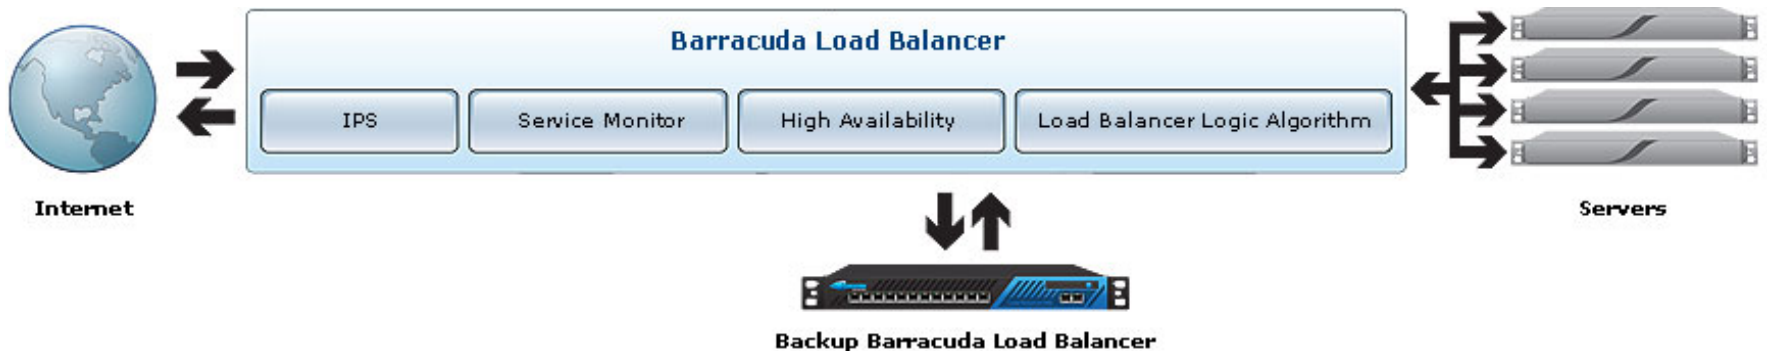 Barracuda Load Balancer
IPS
Service Monitor
High Availability
Load Balancer Logic Algorithm
Internet
Servers
Backup Barracuda Load Balancer